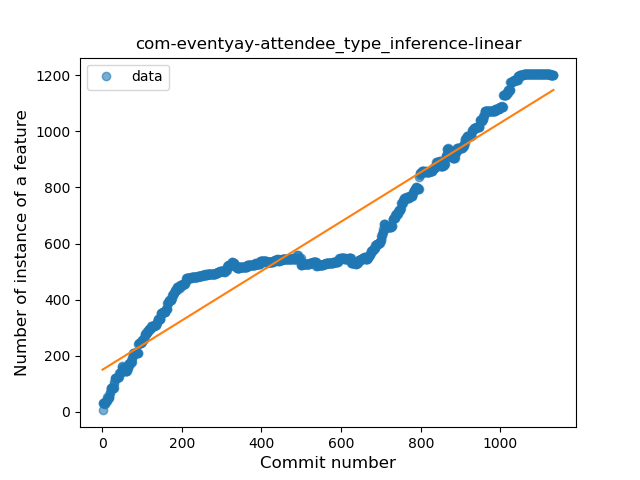 com-eventyay-attendee_type_inference-linear
data
Number of instance of a feature
1200
1000
800
600
400
200
0
0 200 400 600 800 1000
Commit number